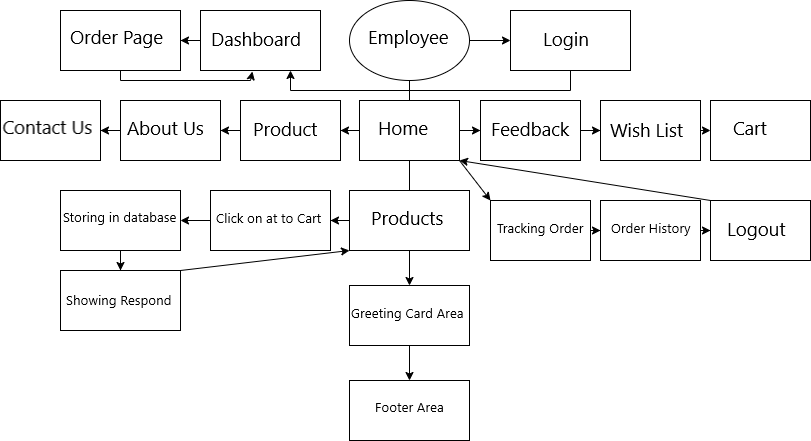 Order Page
Dashboard
Employee
Login
Contact Us
About Us
Product
Home
Feedback
Wish List
Cart
Storing in database
Click on at to Cart
Products
Tracking Order
Order History
Logout
Showing Respond
Greeting Card Area
Footer Area